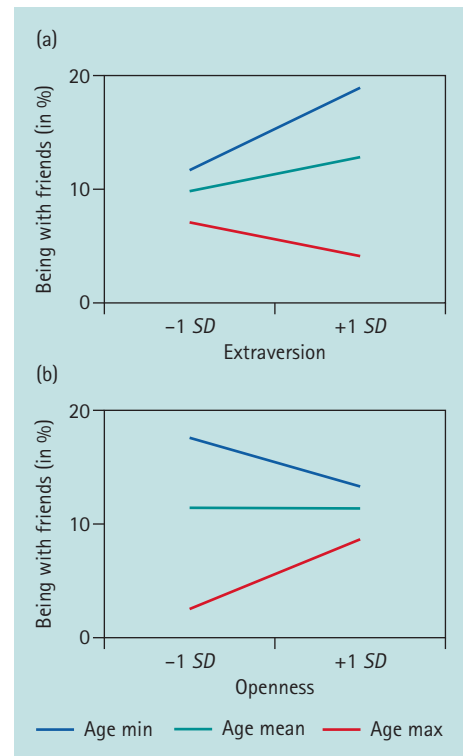 (a)
20
10
0
Being with friends (in %)
−1 SD
+1 SD
Extraversion
(b)
20
10
0
Being with friends (in %)
−1 SD
+1 SD
Openness
Age min
Age mean
Age max